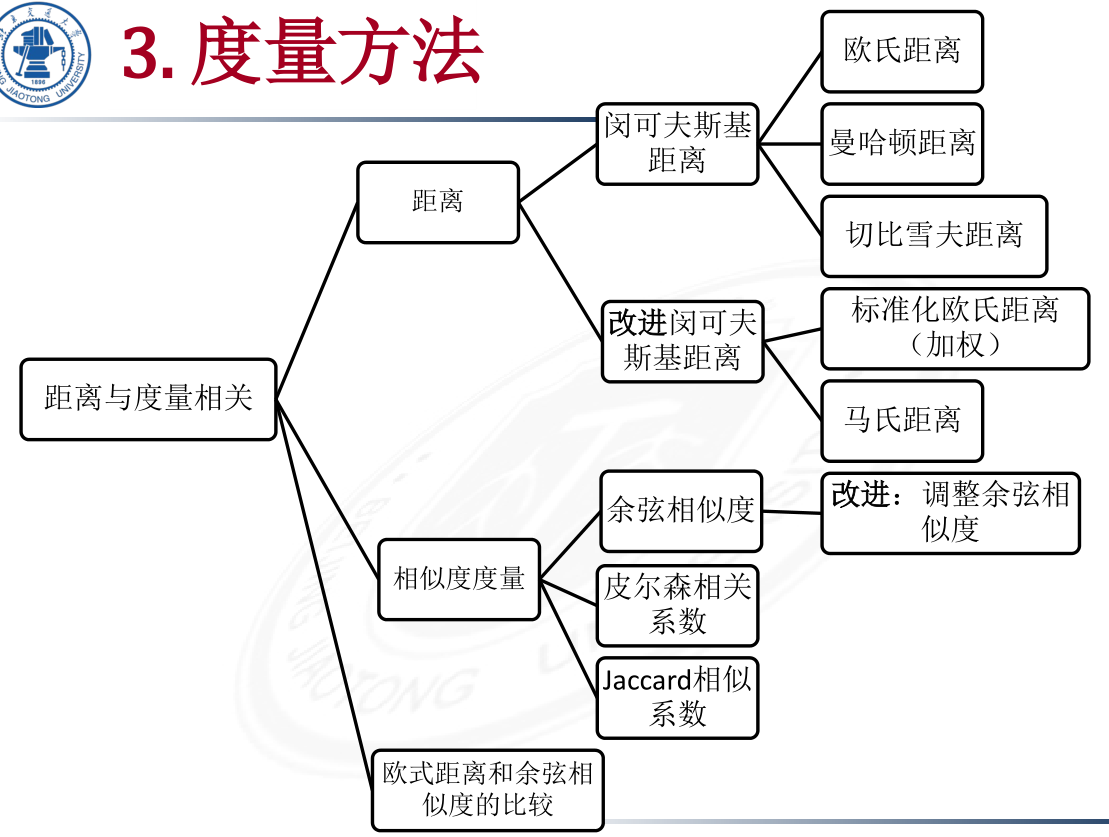 3. 度量方法
距离与度量相关
距离
闵可夫斯基
距离
欧氏距离
曼哈顿距离
切比雪夫距离
改进闵可夫
斯基距离
标准化欧氏距离
（加权）
马氏距离
相似度度量
余弦相似度
改进：调整余弦相
似度
皮尔森相关
系数
Jaccard相似
系数
欧式距离和余弦相
似度的比较
JIAOTONG UNIVERSITY
1896
JIAOTONG